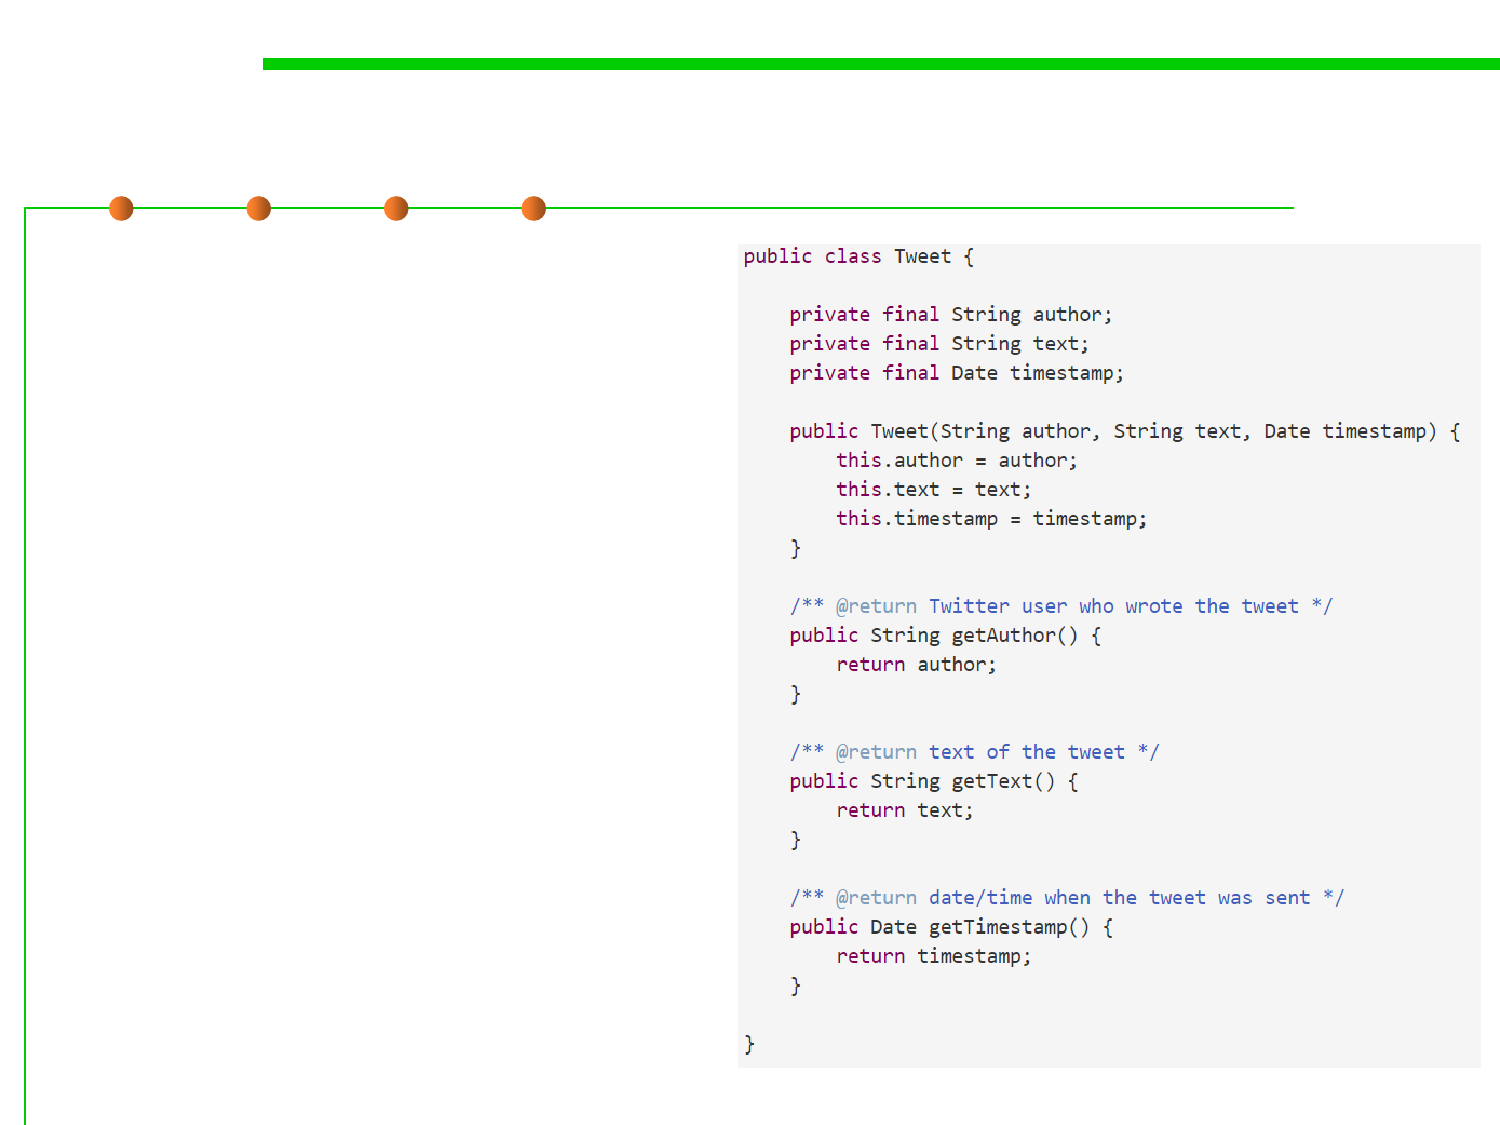 public class Tweet {
private final String author;
private final String text;
private final Date timestamp;
public Tweet(String author, String text, Date timestamp) {
this.author = author;
this.text = text;
this.timestamp = timestamp;
}
/** @return Twitter user who wrote the tweet */
public String getAuthor() {
return author;
}
/** @return text of the tweet */
public String getText() {
return text;
}
/** @return date/time when the tweet was sent */
public Date getTimestamp() {
return timestamp;
}
}